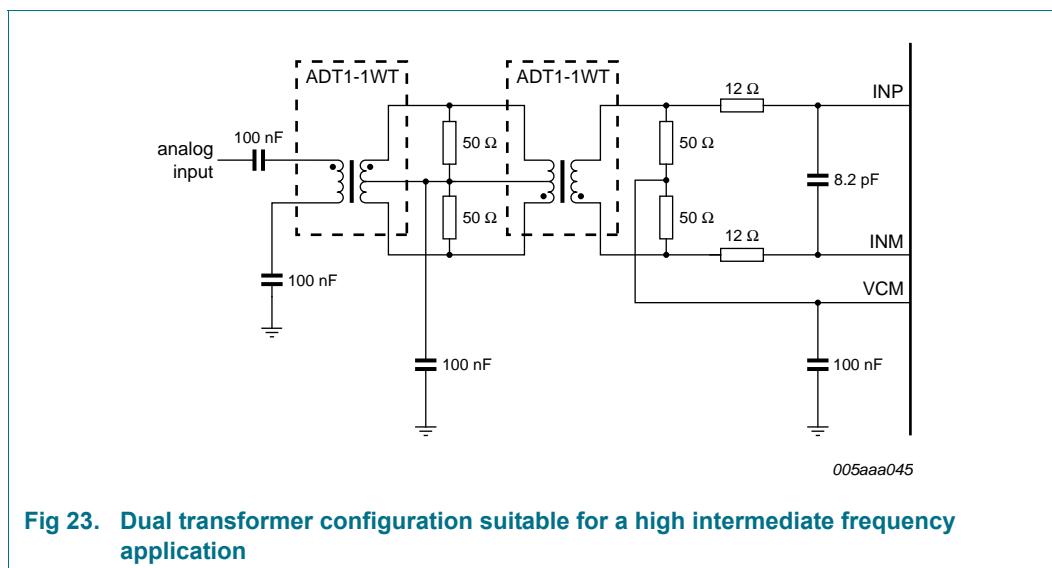 ADT1-1WT
ADT1-1WT
100 nF
analog
input
12 Ω
INP
50 Ω
50 Ω
8.2 pF
50 Ω
50 Ω
12 Ω
INM
100 nF
VCM
100 nF
100 nF
005aaa045
Fig 23. Dual transformer configuration suitable for a high intermediate frequency
application